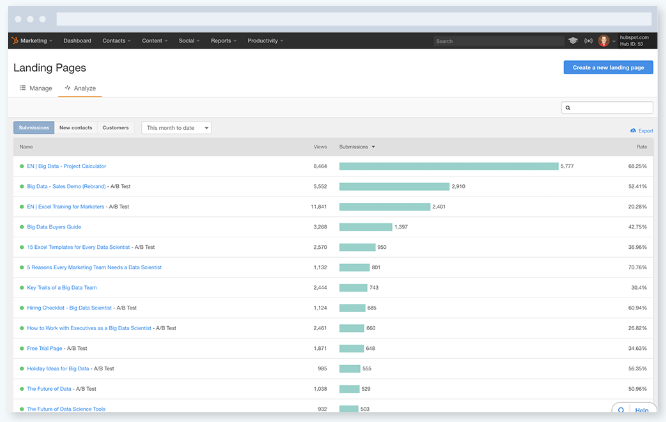 Marketing Dashboard Contacts Content Social Reports Productivity Search hubspot.com
Hub ID: 53
Landing Pages
Create a new landing page
Manage Analyze
Submissions New contacts Customers This month to date
Export
Name Views Submissions Rate
EN | Big Data - Project Calculator 8,464 5,777 68.25%
Big Data - Sales Demo (Rebrand) - A/B Test 5,552 2,910 52.41%
EN | Excel Training for Marketers - A/B Test 11,841 2,401 20.28%
Big Data Buyers Guide 3,268 1,397 42.75%
15 Excel Templates for Every Data Scientist - A/B Test 2,576 36.96%
5 Reasons Every Marketing Team Needs a Data Scientist 1,132 801 70.76%
Key Traits of a Big Data Team 2,444 743 30.4%
Hiring Checklist - Big Data Scientist - A/B Test 1,124 685 60.94%
How to Work with Executives as a Big Data Scientist - A/B Test 2,461 660 26.82%
Free Trial Page - A/B Test 1,871 648 34.63%
Holiday Ideas for Big Data - A/B Test 985 555 56.35%
The Future of Data - A/B Test 1,038 529 50.96%
The Future of Data Science Tools 932 503
Help